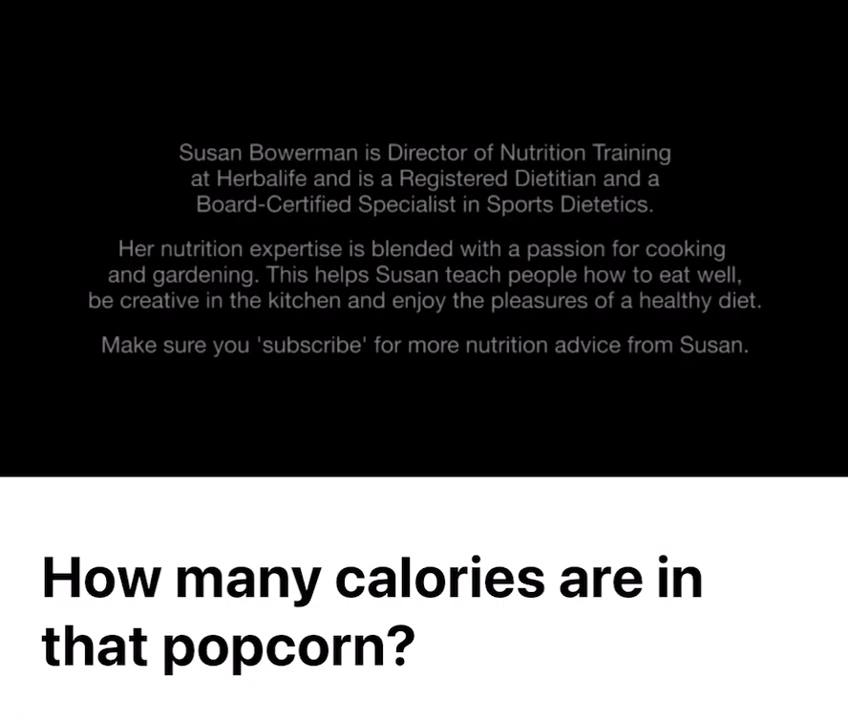 Susan Bowerman is Director of Nutrition Training
at Herbalife and is a Registered Dietitian and a
Board-Certified Specialist in Sports Dietetics.
Her nutrition expertise is blended with a passion for cooking
and gardening. This helps Susan teach people how to eat well,
be creative in the kitchen and enjoy the pleasures of a healthy diet.
Make sure you 'subscribe' for more nutrition advice from Susan.
How many calories are in
that popcorn?